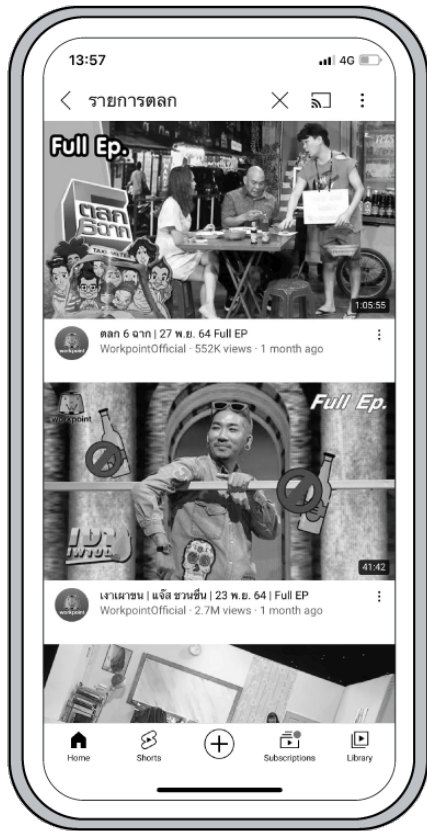 13:57
4G
รายการตลก
Full Ep.
ตลก
6ฉาก
1:05:55
ตลก 6 ฉาก | 27 พ.ย. 64 Full EP
WorkpointOfficial · 552K views · 1 month ago
workpoint
Full Ep.
workpoint
41:42
เงาเผาขน | แจ๊ส ชวนชื่น | 23 พ.ย. 64 | Full EP
WorkpointOfficial · 2.7M views · 1 month ago
workpoint
Home
Shorts
Subscriptions
Library